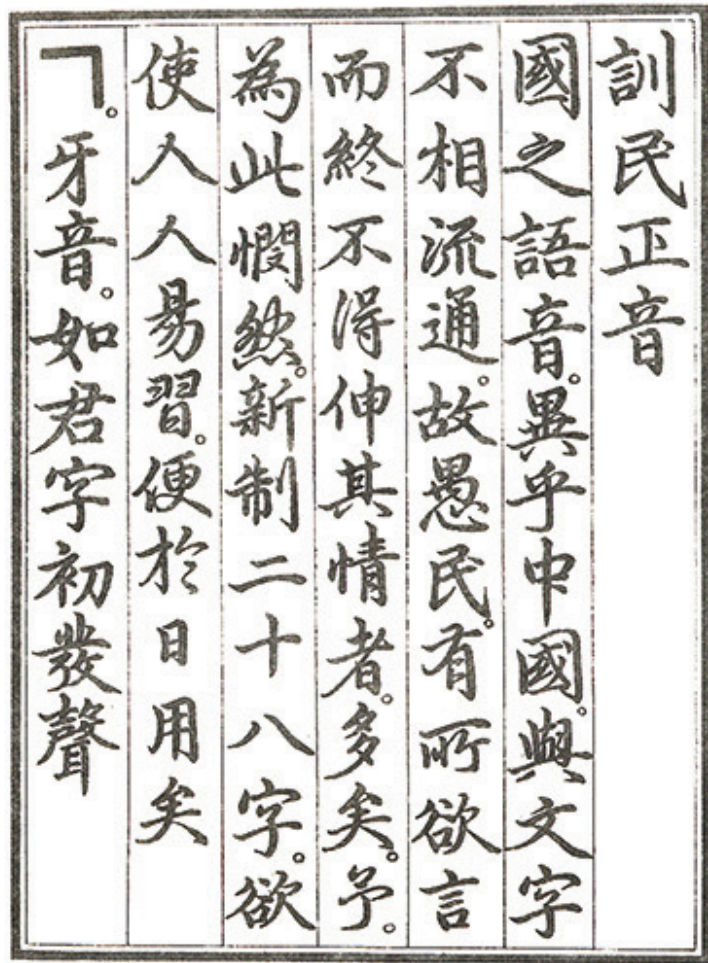 訓民正音
國之語音。異乎中國。與文字
不相流通。故愚民。有所欲言
而終不得伸其情者。多矣。予。
為此憫然。新制二十八字。欲
使人人易習。便於日用矣
ㄱ。牙音。如君字初發聲